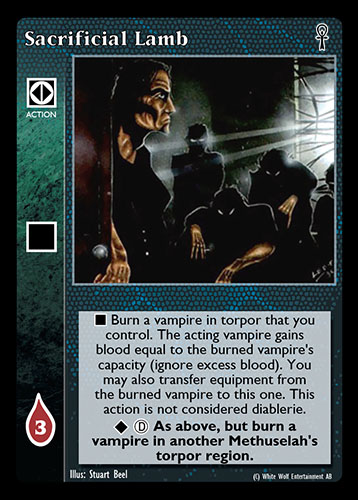 Sacrificial Lamb
ACTION
Burn a vampire in torpor that you
control. The acting vampire gains
blood equal to the burned vampire's
capacity (ignore excess blood). You
may also transfer equipment from
the burned vampire to this one. This
action is not considered diablerie.
Ⓓ As above, but burn a
vampire in another Methuselah's
torpor region.
3
Illus: Stuart Beel
(C) White Wolf Entertainment AB